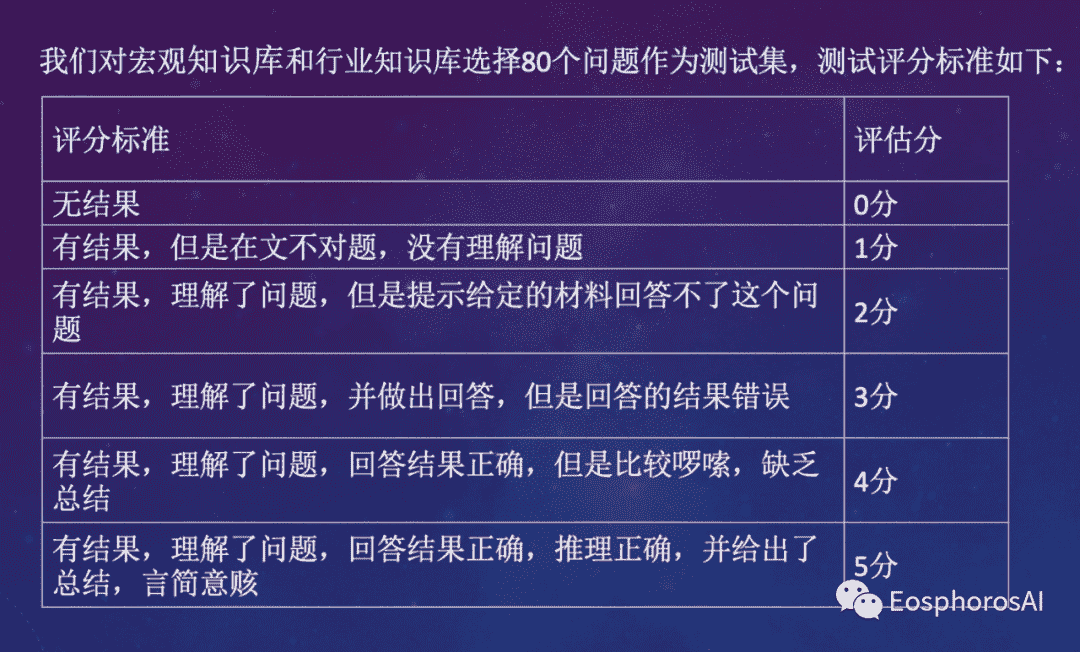 我们对宏观知识库和行业知识库选择80个问题作为测试集，测试评分标准如下：
评分标准
评估分
无结果
0分
有结果，但是在文不对题，没有理解问题
1分
有结果，理解了问题，但是提示给定的材料回答不了这个问
题
2分
有结果，理解了问题，并做出回答，但是回答的结果错误
3分
有结果，理解了问题，回答结果正确，但是比较啰嗦，缺乏
总结
4分
有结果，理解了问题，回答结果正确，推理正确，并给出了
总结，言简意赅
5分
EosphorosAI